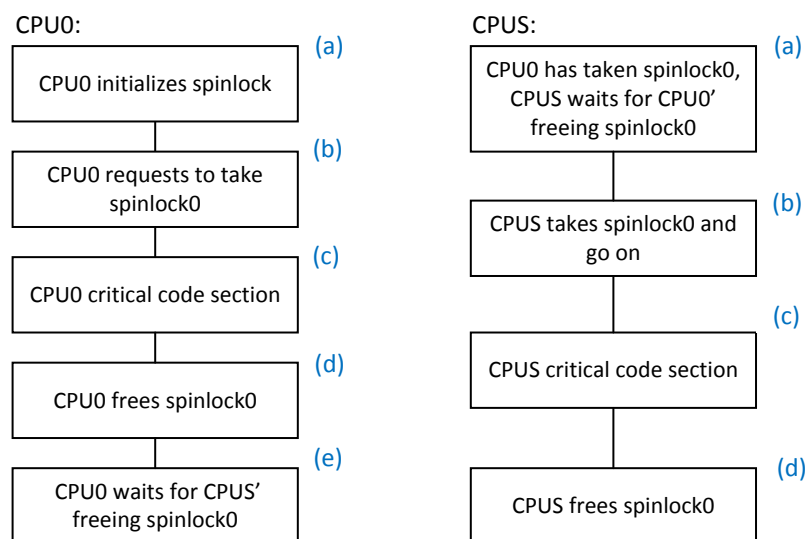 CPU0:
(a)
CPU0 initializes spinlock
(b)
CPU0 requests to take
spinlock0
(c)
CPU0 critical code section
(d)
CPU0 frees spinlock0
(e)
CPU0 waits for CPUS’
freeing spinlock0
CPUS:
(a)
CPU0 has taken spinlock0,
CPUS waits for CPU0’
freeing spinlock0
(b)
CPUS takes spinlock0 and
go on
(c)
CPUS critical code section
(d)
CPUS frees spinlock0